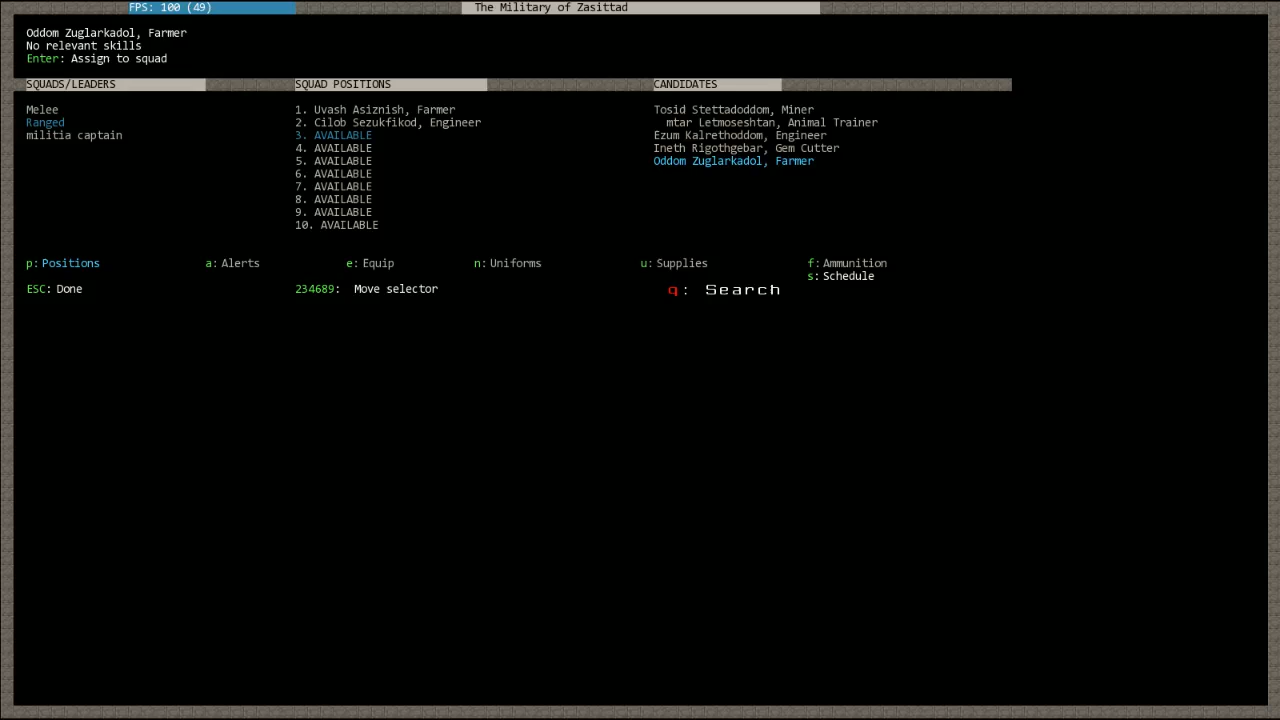 FPS: 100 (49) The Military of Zasittad
Oddom Zuglarkadol, Farmer
No relevant skills
Enter: Assign to squad
SQUADS/LEADERS SQUAD POSITIONS CANDIDATES
Melee 1. Uvash Asiznish, Farmer Tosid Stettadoddom, Miner
Ranged 2. Cilob Sezukfikod, Engineer mtar Letmoseshtan, Animal Trainer
militia captain 3. AVAILABLE Ezum Kalrethoddom, Engineer
4. AVAILABLE Ineth Rigothgebar, Gem Cutter
5. AVAILABLE Oddom Zuglarkadol, Farmer
6. AVAILABLE
7. AVAILABLE
8. AVAILABLE
9. AVAILABLE
10. AVAILABLE
p: Positions a: Alerts e: Equip n: Uniforms u: Supplies f: Ammunition
s: Schedule
ESC: Done 234689: Move selector q: Search